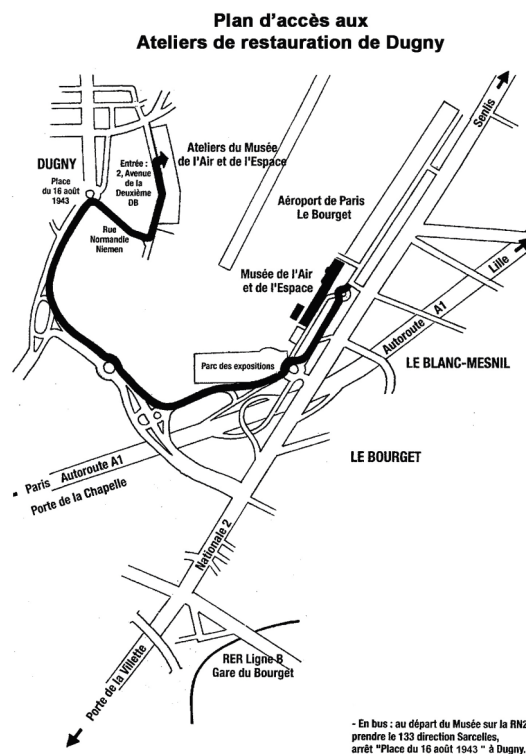 Plan d'accès aux
Ateliers de restauration de Dugny
Senlis
Ateliers du Musée
de l'Air et de l'Espace
DUGNY
Place
du 16 août
1943
Entrée :
2, Avenue
de la
Deuxième
DB
Rue
Normandie
Niemen
Aéroport de Paris
Le Bourget
Musée de l'Air
et de l'Espace
Lille
Autoroute A1
Parc des expositions
LE BLANC-MESNIL
LE BOURGET
Paris Autoroute A1
Porte de la Chapelle
Nationale 2
Porte de la Villette
RER Ligne B
Gare du Bourget
- En bus : au départ du Musée sur la RN2
prendre le 133 direction Sarcelles,
arrêt "Place du 16 août 1943 " à Dugny.